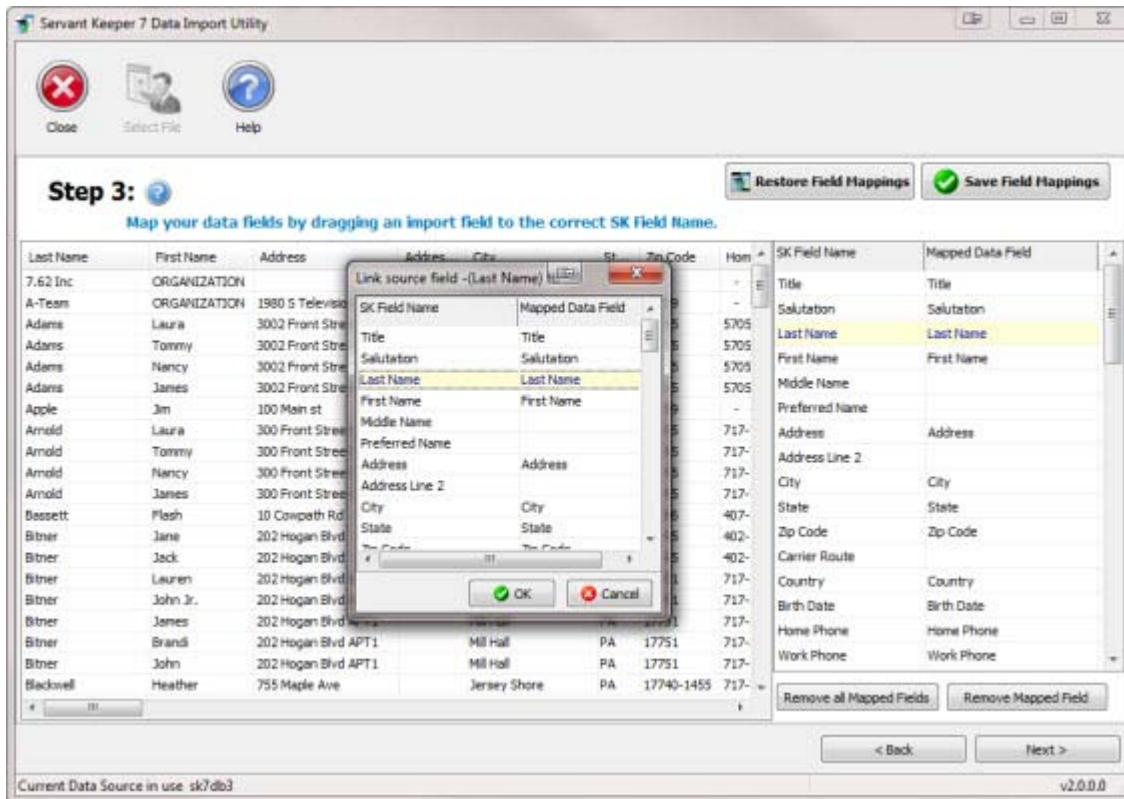 Servant Keeper 7 Data Import Utility
Close Select File Help
Step 3:
Restore Field Mappings Save Field Mappings
Map your data fields by dragging an import field to the correct SK Field Name.
Last Name First Name Address Addres City St Zip Code Hom
7.62 Inc ORGANIZATION -
A-Team ORGANIZATION 1980 S Televisio -
Adams Laura 3002 Front Stre 5705
Adams Tommy 3002 Front Stre 5705
Adams Nancy 3002 Front Stre 5705
Adams James 3002 Front Stre 5705
Apple Jim 100 Main st -
Arnold Laura 300 Front Stree 717-
Arnold Tommy 300 Front Stree 717-
Arnold Nancy 300 Front Stree 717-
Arnold James 300 Front Stree 717-
Bassett Flash 10 Cowpath Rd 407-
Bitner Jane 202 Hogan Blvd 402-
Bitner Jack 202 Hogan Blvd 402-
Bitner Lauren 202 Hogan Blvd 717-
Bitner John Jr. 202 Hogan Blvd 717-
Bitner James 202 Hogan Blvd APT1 Mill Hall PA 17751 717-
Bitner Brandi 202 Hogan Blvd APT1 Mill Hall PA 17751 717-
Bitner John 202 Hogan Blvd APT1 Mill Hall PA 17751 717-
Blackwell Heather 755 Maple Ave Jersey Shore PA 17740-1455 717-
Link source field -(Last Name)
SK Field Name Mapped Data Field
Title Title
Salutation Salutation
Last Name Last Name
First Name First Name
Middle Name
Preferred Name
Address Address
Address Line 2
City City
State State
Zip Code Zip Code
OK Cancel
SK Field Name Mapped Data Field
Title Title
Salutation Salutation
Last Name Last Name
First Name First Name
Middle Name
Preferred Name
Address Address
Address Line 2
City City
State State
Zip Code Zip Code
Carrier Route
Country Country
Birth Date Birth Date
Home Phone Home Phone
Work Phone Work Phone
Remove all Mapped Fields Remove Mapped Field
< Back Next >
Current Data Source in use sk7db3 v2.0.0.0